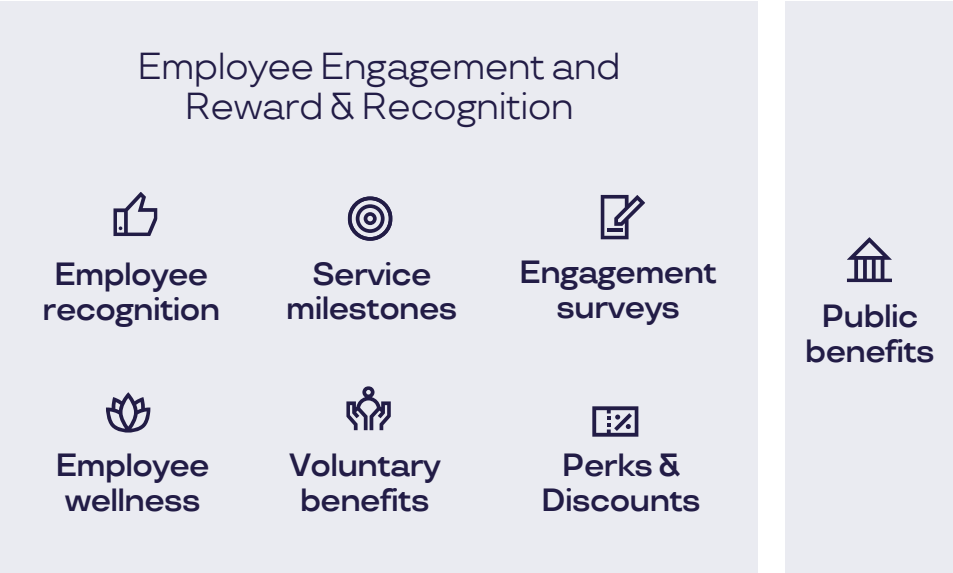 Employee Engagement and
Reward & Recognition
Employee
recognition
Service
milestones
Engagement
surveys
Employee
wellness
Voluntary
benefits
Perks &
Discounts
Public
benefits